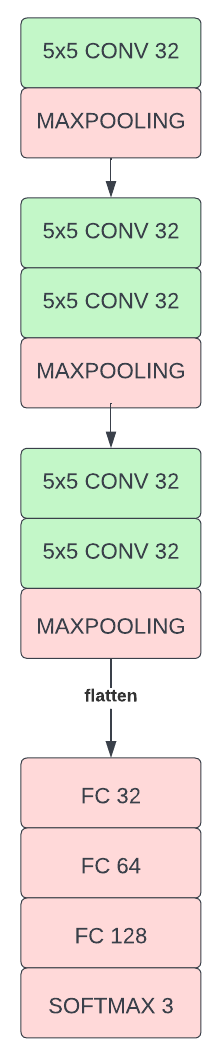 5x5 CONV 32
MAXPOOLING
5x5 CONV 32
5x5 CONV 32
MAXPOOLING
5x5 CONV 32
5x5 CONV 32
MAXPOOLING
flatten
FC 32
FC 64
FC 128
SOFTMAX 3